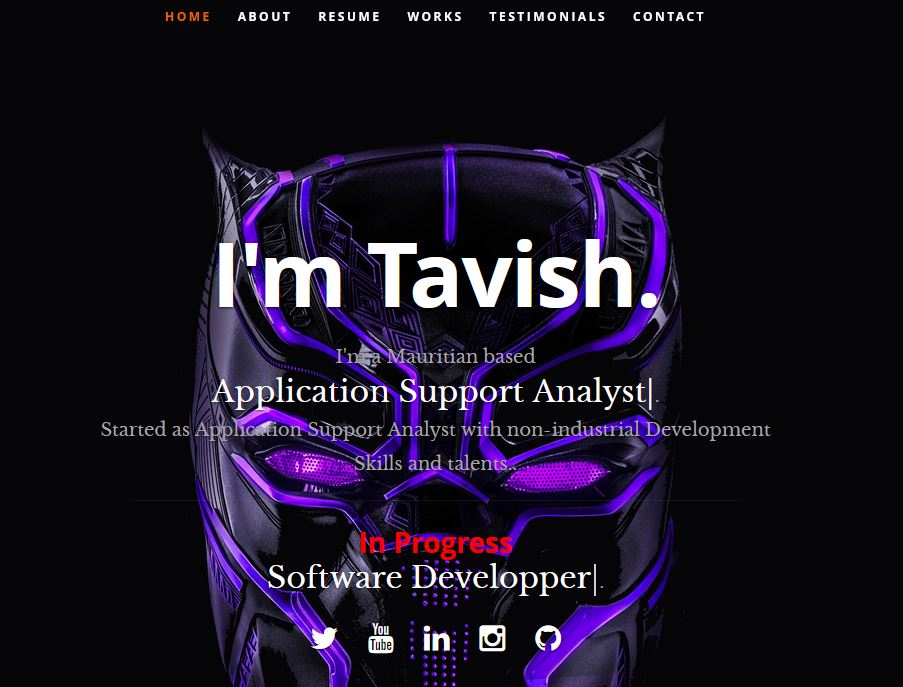 HOME ABOUT RESUME WORKS TESTIMONIALS CONTACT
I'm Tavish.
I'm a Mauritian based
Application Support Analyst|.
Started as Application Support Analyst with non-industrial Development
Skills and talents..
In Progress
Software Developper|.
You
Tube
in